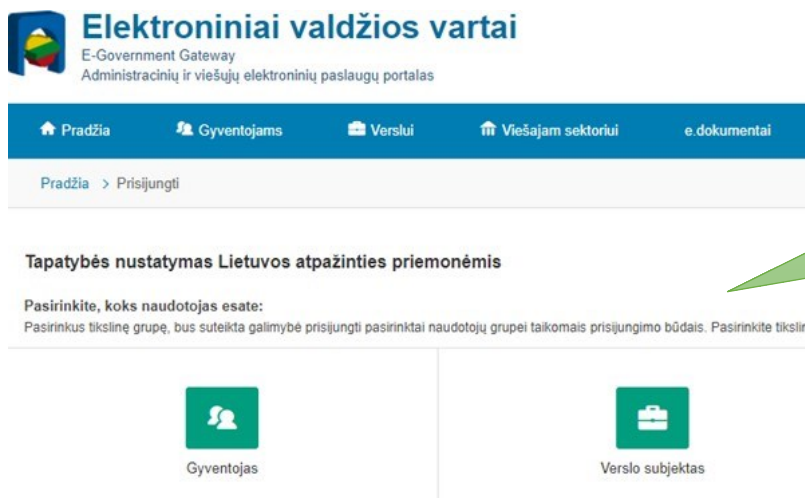 Elektroniniai valdžios vartai
E-Government Gateway
Administracinių ir viešųjų elektroninių paslaugų portalas
Pradžia Gyventojams Verslui Viešajam sektoriui e.dokumentai
Pradžia > Prisijungti
Tapatybės nustatymas Lietuvos atpažinties priemonėmis
Pasirinkite, koks naudotojas esate:
Pasirinkus tikslinę grupę, bus suteikta galimybė prisijungti pasirinktai naudotojų grupei taikomais prisijungimo būdais. Pasirinkite
Gyventojas Verslo subjektas